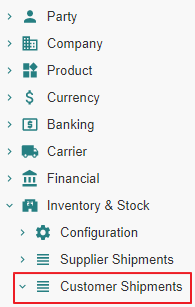 Party
Company
Product
Currency
Banking
Carrier
Financial
Inventory & Stock
Configuration
Supplier Shipments
Customer Shipments